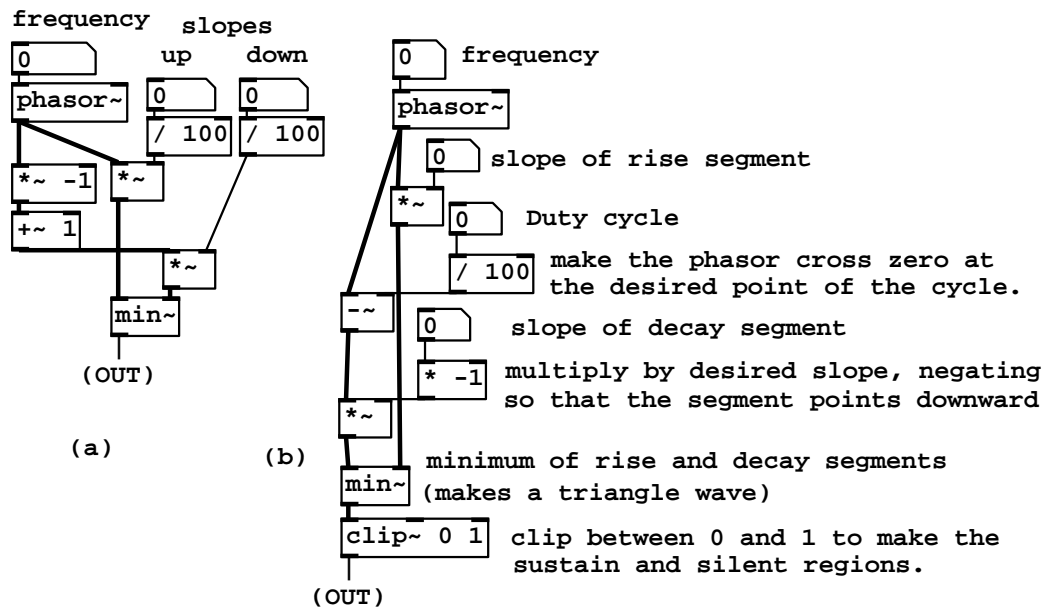 frequency
slopes
up
down
0
0
0
phasor~
/ 100
/ 100
*~ -1
*~
+~ 1
*~
min~
(OUT)
(a)
0
frequency
phasor~
0
slope of rise segment
*~
0
Duty cycle
/ 100
make the phasor cross zero at
the desired point of the cycle.
-~
0
slope of decay segment
* -1
multiply by desired slope, negating
so that the segment points downward
*~
(b)
min~
minimum of rise and decay segments
(makes a triangle wave)
clip~ 0 1
clip between 0 and 1 to make the
sustain and silent regions.
(OUT)